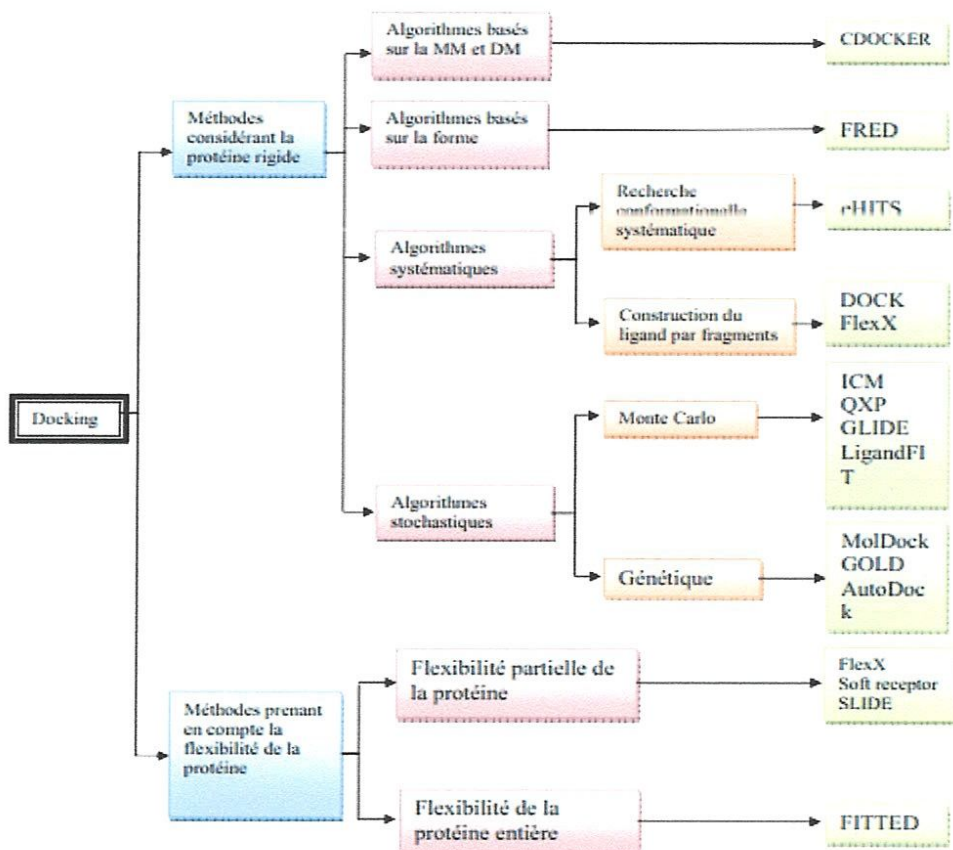 Docking
Méthodes
considérant la
protéine rigide
Algorithmes basés
sur la MM et DM
CDOCKER
Algorithmes basés
sur la forme
FRED
Algorithmes
systématiques
Recherche
conformationelle
systématique
eHITS
Construction du
ligand par fragments
DOCK
FlexX
Algorithmes
stochastiques
Monte Carlo
ICM
QXP
GLIDE
LigandFI
T
Génétique
MolDock
GOLD
AutoDoc
k
Méthodes prenant
en compte la
flexibilité de la
protéine
Flexibilité partielle de
la protéine
FlexX
Soft receptor
SLIDE
Flexibilité de la
protéine entière
FITTED